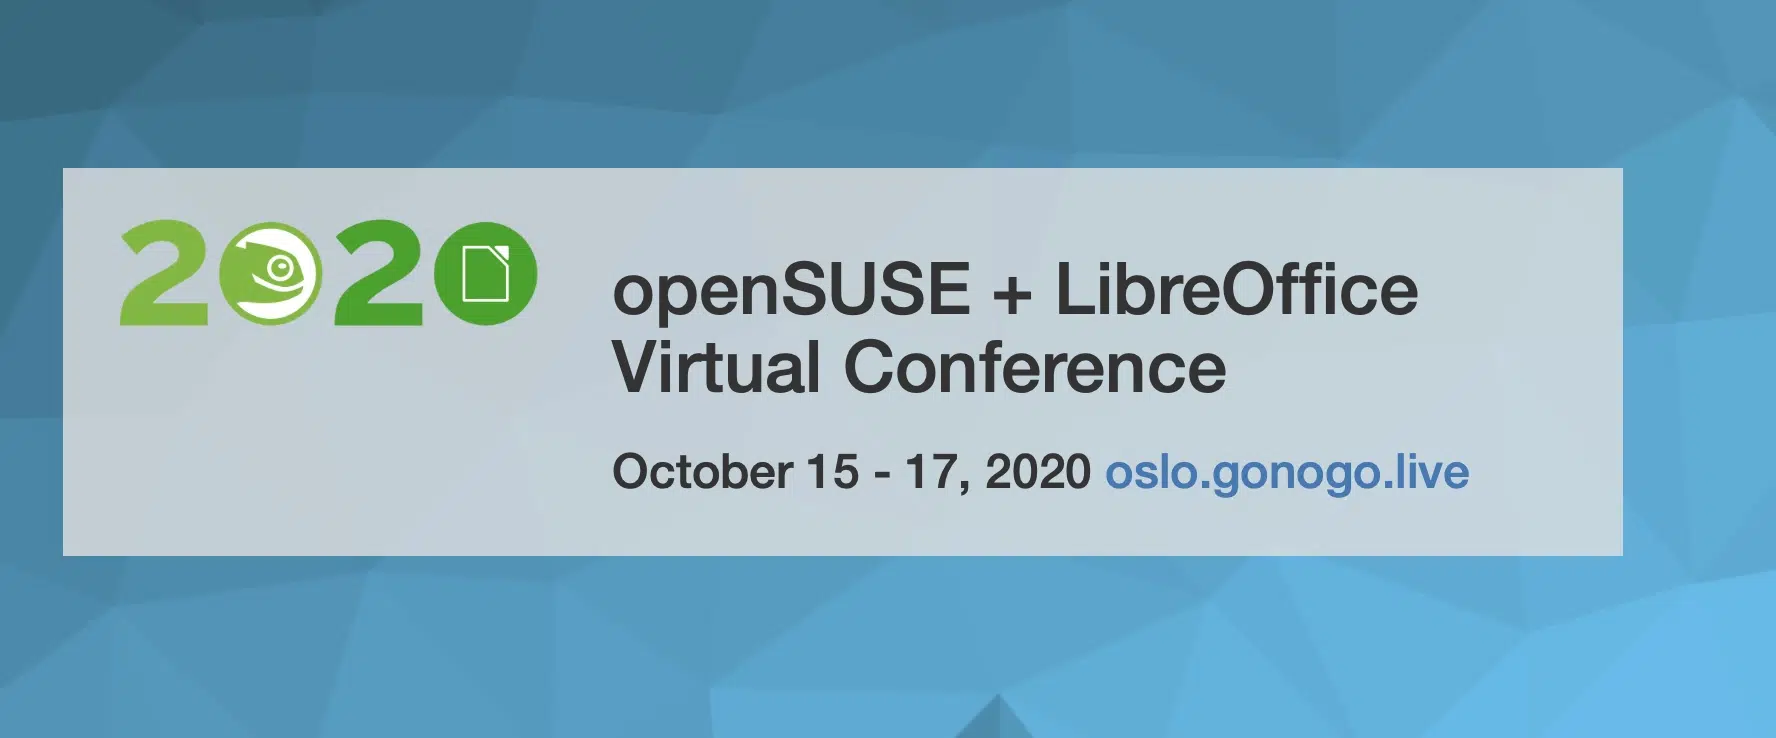 2020
openSUSE + LibreOffice
Virtual Conference
October 15 - 17, 2020 oslo.gonogo.live